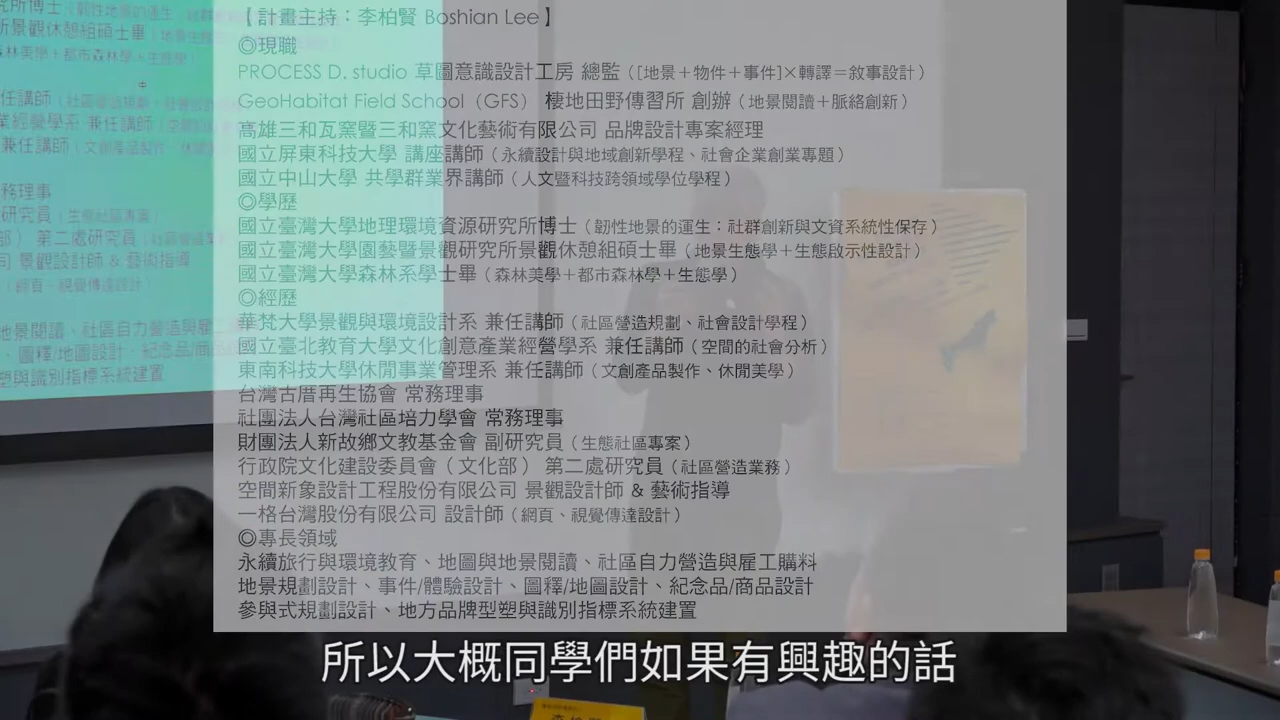 【計畫主持：李柏賢 Boshian Lee】
◎現職
PROCESS D. studio 草圖意識設計工房 總監（[地景＋物件＋事件]×轉譯＝敘事設計）
GeoHabitat Field School（GFS） 棲地田野傳習所 創辦（地景閱讀＋脈絡創新）
高雄三和瓦窯暨三和窯文化藝術有限公司 品牌設計專案經理
國立屏東科技大學 講座講師（永續設計與地域創新學程、社會企業創業專題）
國立中山大學 共學群業界講師（人文暨科技跨領域學位學程）
◎學歷
國立臺灣大學地理環境資源研究所博士（韌性地景的運生：社群創新與文資系統性保存）
國立臺灣大學園藝暨景觀研究所景觀休憩組碩士畢（地景生態學＋生態啟示性設計）
國立臺灣大學森林系學士畢（森林美學＋都市森林學＋生態學）
◎經歷
華梵大學景觀與環境設計系 兼任講師（社區營造規劃、社會設計學程）
國立臺北教育大學文化創意產業經營學系 兼任講師（空間的社會分析）
東南科技大學休閒事業管理系 兼任講師（文創產品製作、休閒美學）
台灣古厝再生協會 常務理事
社團法人台灣社區培力學會 常務理事
財團法人新故鄉文教基金會 副研究員（生態社區專案）
行政院文化建設委員會（文化部） 第二處研究員（社區營造業務）
空間新象設計工程股份有限公司 景觀設計師 & 藝術指導
一格台灣股份有限公司 設計師（網頁、視覺傳達設計）
◎專長領域
永續旅行與環境教育、地圖與地景閱讀、社區自力營造與雇工購料
地景規劃設計、事件/體驗設計、圖釋/地圖設計、紀念品/商品設計
參與式規劃設計、地方品牌型塑與識別指標系統建置
所以大概同學們如果有興趣的話